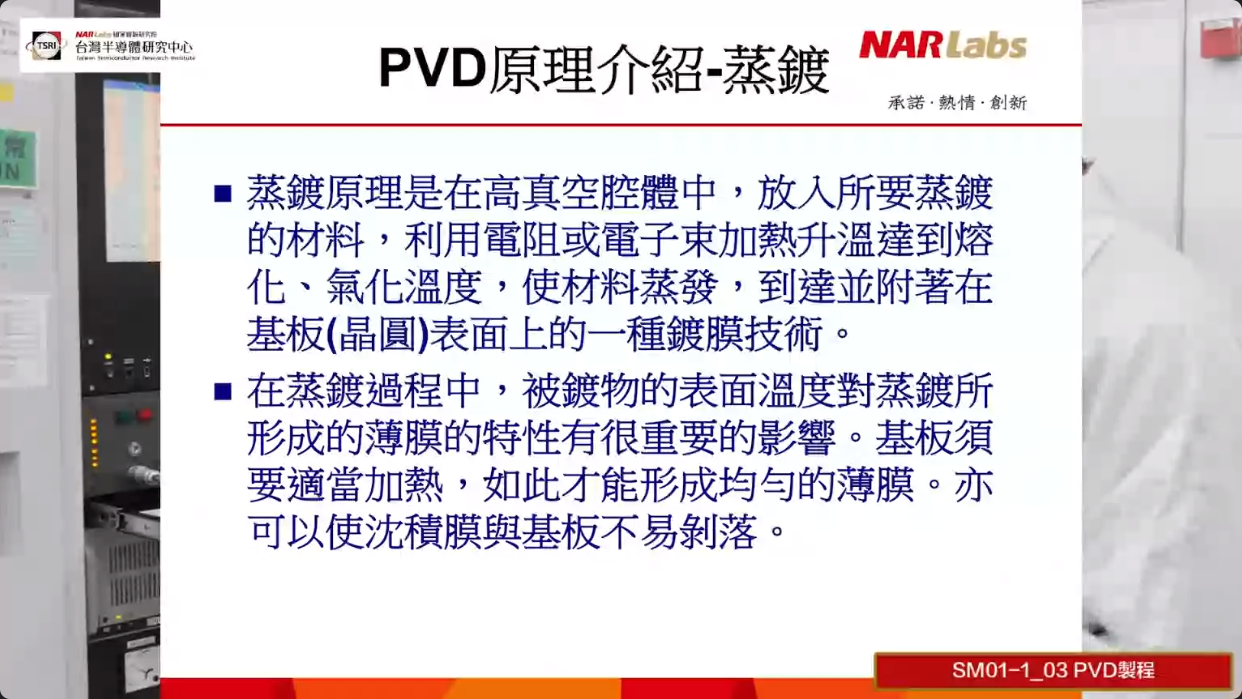 NARLabs 國家實驗研究院
TSRI
台灣半導體研究中心
Taiwan Semiconductor Research Institute
PVD原理介紹-蒸鍍
NARLabs
承諾·熱情·創新
■ 蒸鍍原理是在高真空腔體中，放入所要蒸鍍
的材料，利用電阻或電子束加熱升溫達到熔
化、氣化溫度，使材料蒸發，到達並附著在
基板(晶圓)表面上的一種鍍膜技術。
■ 在蒸鍍過程中，被鍍物的表面溫度對蒸鍍所
形成的薄膜的特性有很重要的影響。基板須
要適當加熱，如此才能形成均勻的薄膜。亦
可以使沈積膜與基板不易剝落。
常
N
SM01-1_03 PVD製程